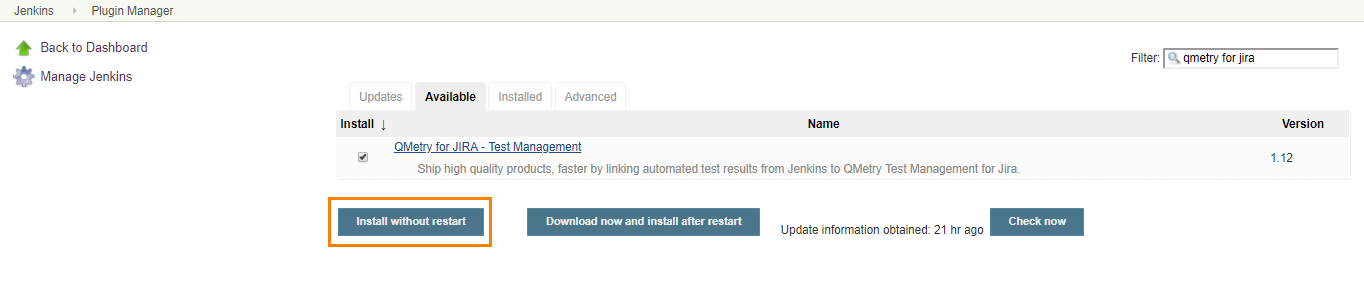 Jenkins Plugin Manager
Back to Dashboard
Manage Jenkins
Filter: qmetry for jira
Updates Available Installed Advanced
Install ↓ Name Version
QMetry for JIRA - Test Management 1.12
Ship high quality products, faster by linking automated test results from Jenkins to QMetry Test Management for Jira.
Install without restart Download now and install after restart Update information obtained: 21 hr ago Check now